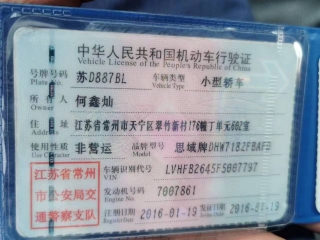 中华人民共和国机动车行驶证
Vehicle License of the People's Republic of China
号牌号码 苏D887BL 车辆类型 小型轿车
Plate No. Vehicle Type
所有人 何鑫灿
Owner
住址 江苏省常州市天宁区翠竹新村176幢丁单元602室
Address
使用性质 非营运 品牌型号 思域牌DHW7182FBAFD
Use Character Model
江苏省常州市公安局交通警察支队
车辆识别代号 LVHFB2645F5007797
VIN
发动机号码 7007861
Engine No.
注册日期 2016-01-19 发证日期 2016-01-19
Register Date Issue Date